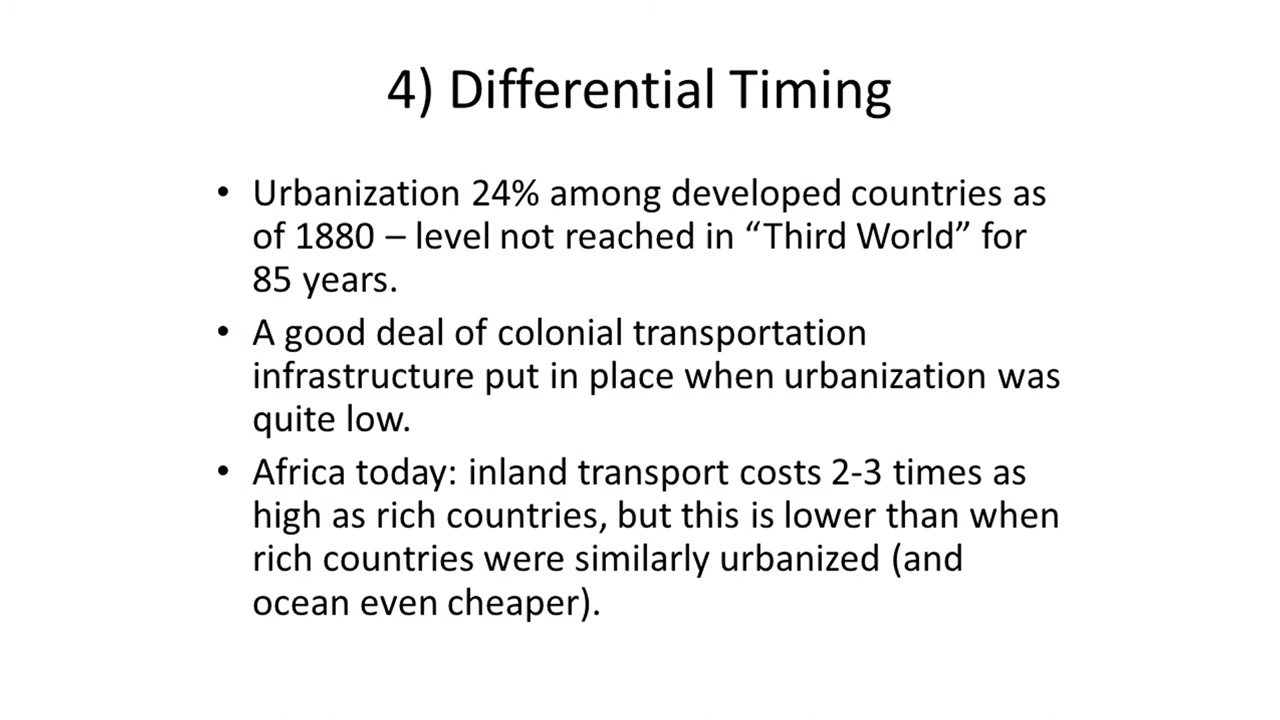 4) Differential Timing
• Urbanization 24% among developed countries as
of 1880 – level not reached in “Third World” for
85 years.
• A good deal of colonial transportation
infrastructure put in place when urbanization was
quite low.
• Africa today: inland transport costs 2-3 times as
high as rich countries, but this is lower than when
rich countries were similarly urbanized (and
ocean even cheaper).